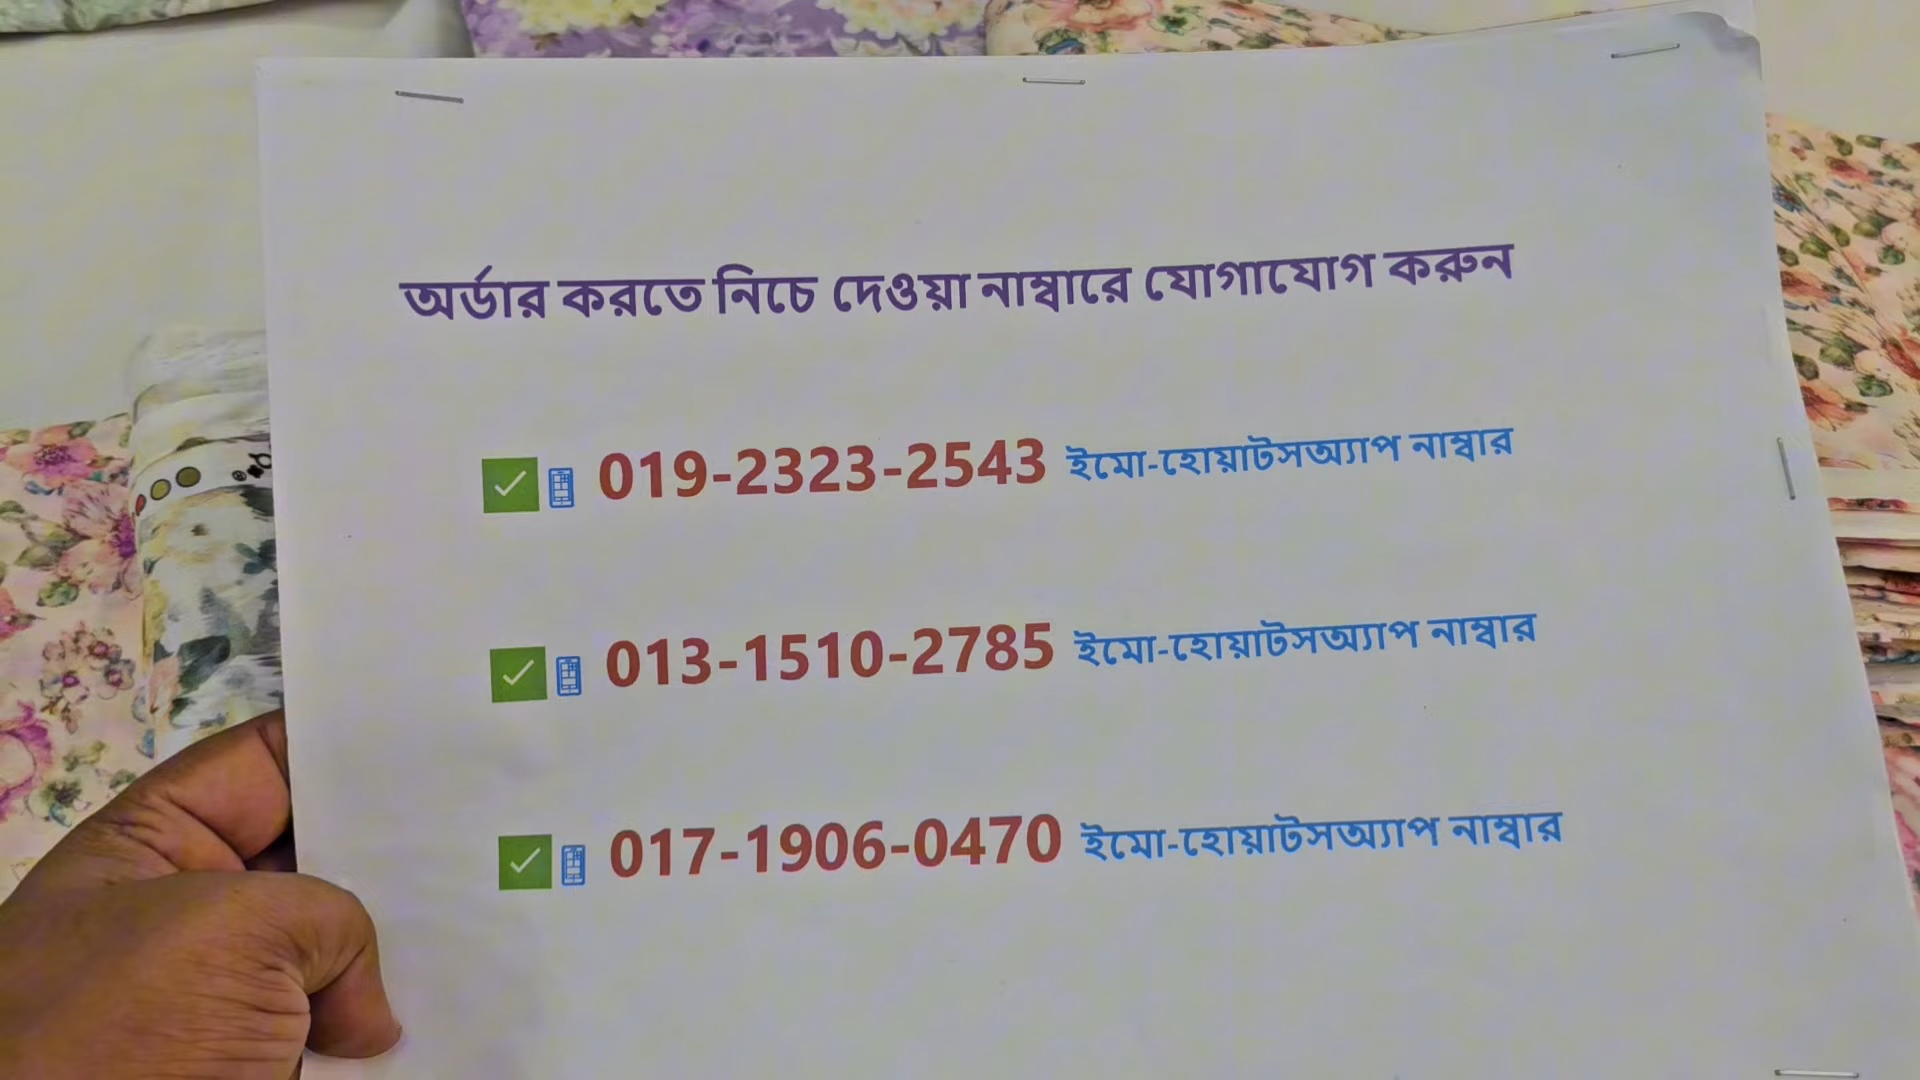 অর্ডার করতে নিচে দেওয়া নাম্বারে যোগাযোগ করুন
✅📱 019-2323-2543 ইমো-হোয়াটসঅ্যাপ নাম্বার
✅📱 013-1510-2785 ইমো-হোয়াটসঅ্যাপ নাম্বার
✅📱 017-1906-0470 ইমো-হোয়াটসঅ্যাপ নাম্বার